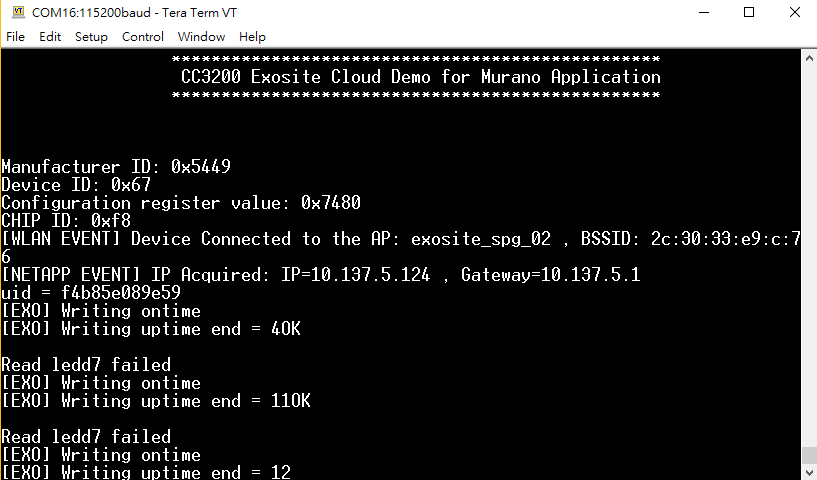 COM16:115200baud - Tera Term VT
File Edit Setup Control Window Help
*************************************************
CC3200 Exosite Cloud Demo for Murano Application
*************************************************
Manufacturer ID: 0x5449
Device ID: 0x67
Configuration register value: 0x7480
CHIP ID: 0xf8
[WLAN EVENT] Device Connected to the AP: exosite_spg_02 , BSSID: 2c:30:33:e9:c:7
6
[NETAPP EVENT] IP Acquired: IP=10.137.5.124 , Gateway=10.137.5.1
uid = f4b85e089e59
[EXO] Writing ontime
[EXO] Writing uptime end = 4OK
Read ledd7 failed
[EXO] Writing ontime
[EXO] Writing uptime end = 11OK
Read ledd7 failed
[EXO] Writing ontime
[EXO] Writing uptime end = 12